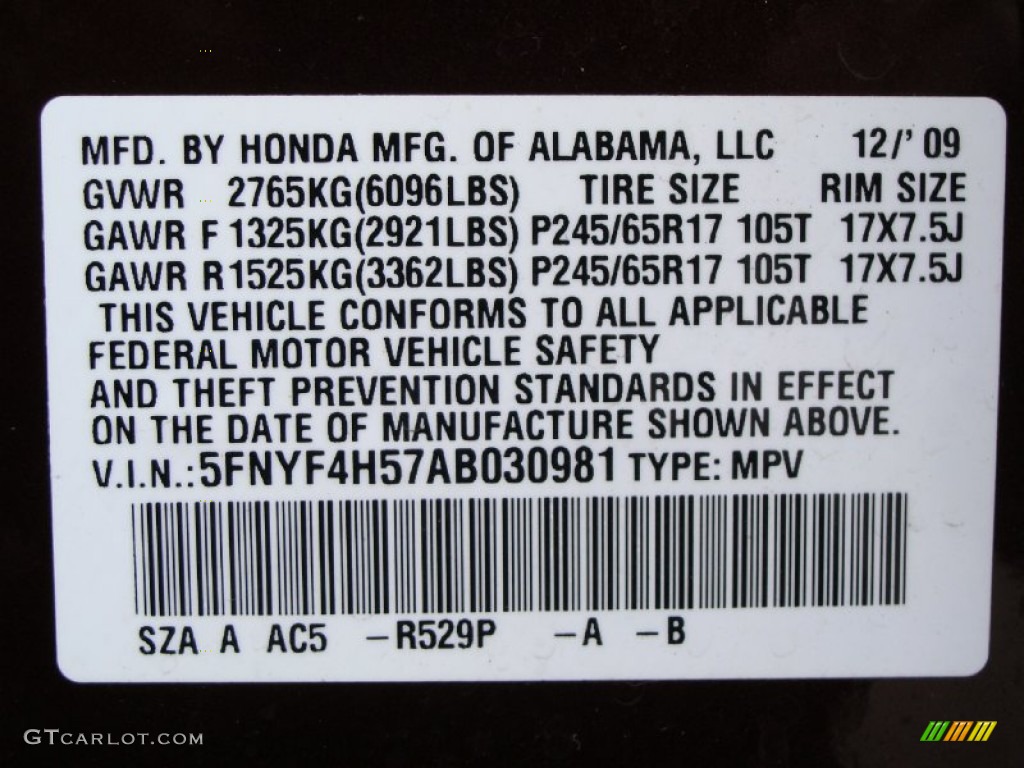 MFD. BY HONDA MFG. OF ALABAMA, LLC 12/'09
GVWR 2765KG(6096LBS) TIRE SIZE RIM SIZE
GAWR F 1325KG(2921LBS) P245/65R17 105T 17X7.5J
GAWR R 1525KG(3362LBS) P245/65R17 105T 17X7.5J
THIS VEHICLE CONFORMS TO ALL APPLICABLE
FEDERAL MOTOR VEHICLE SAFETY
AND THEFT PREVENTION STANDARDS IN EFFECT
ON THE DATE OF MANUFACTURE SHOWN ABOVE.
V.I.N.: 5FNYF4H57AB030981 TYPE: MPV
SZA A AC5 –R529P –A –B
GTCARLOT.COM